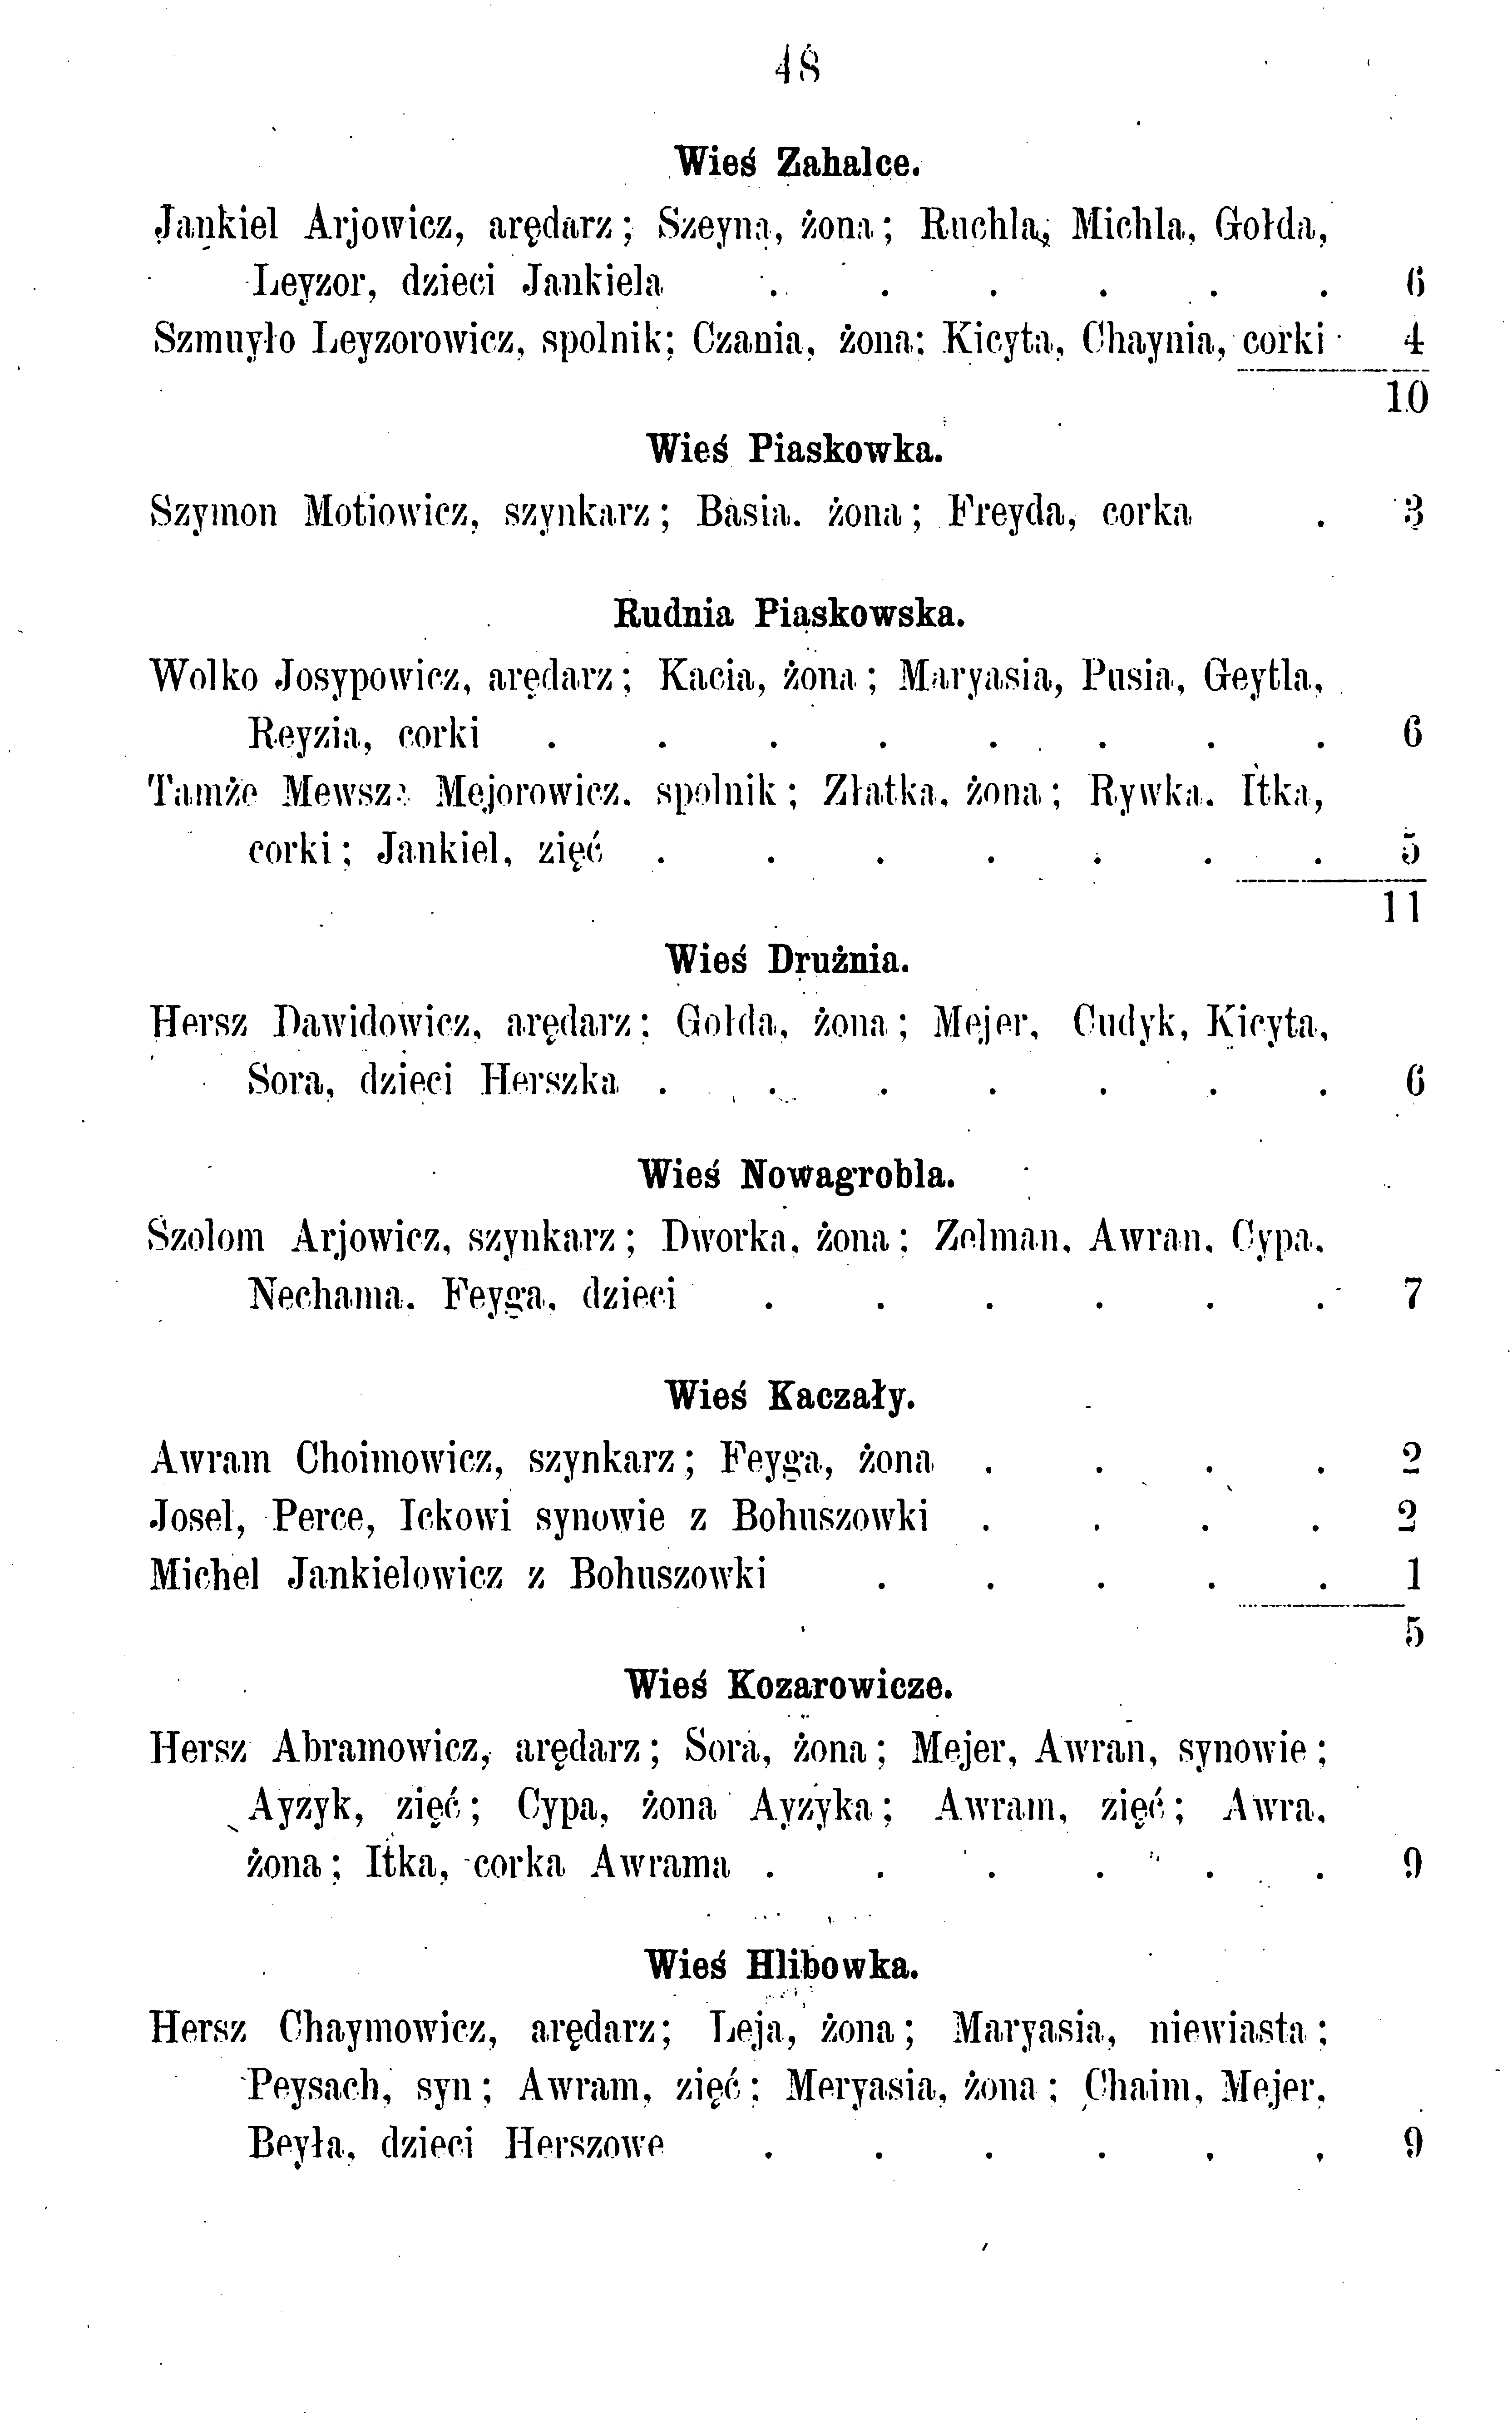 48
Wieś Zahalce.
Jankiel Arjowicz, arędarz; Szeyna, żona; Ruchla, Michla, Gołda,
Leyzor, dzieci Jankiela . . . . . . 6
Szmuyło Leyzorowicz, spolnik; Czania, żona; Kicyta, Chaynia, corki 4
10
Wieś Piaskowka.
Szymon Motiowicz, szynkarz; Basia, żona; Freyda, corka . 3
Rudnia Piaskowska.
Wolko Josypowicz, arędarz; Kacia, żona; Maryasia, Pusia, Geytla,
Reyzia, corki . . . . . . . . 6
Tamże Mewsza Mejorowicz, spolnik; Złatka, żona; Rywka, Itka,
corki; Jankiel, zięć . . . . . . . 5
11
Wieś Drużnia.
Hersz Dawidowicz, arędarz; Gołda, żona; Mejer, Cudyk, Kicyta,
Sora, dzieci Herszka . . . . . . . 6
Wieś Nowagrobla.
Szolom Arjowicz, szynkarz; Dworka, żona; Zelman, Awran, Cypa,
Nechama, Feyga, dzieci . . . . . . 7
Wieś Kaczały.
Awram Choimowicz, szynkarz; Feyga, żona . . . . 2
Josel, Perce, Ickowi synowie z Bohuszowki . . . . 2
Michel Jankielowicz z Bohuszowki . . . . . 1
5
Wieś Kozarowicze.
Hersz Abramowicz, arędarz; Sora, żona; Mejer, Awran, synowie;
Ayzyk, zięć; Cypa, żona Ayzyka; Awram, zięć; Awra,
żona; Itka, corka Awrama . . . . . . 9
Wieś Hlibowka.
Hersz Chaymowicz, arędarz; Leja, żona; Maryasia, niewiasta;
Peysach, syn; Awram, zięć; Meryasia, żona; Chaim, Mejer,
Beyła, dzieci Herszowe . . . . . . 9